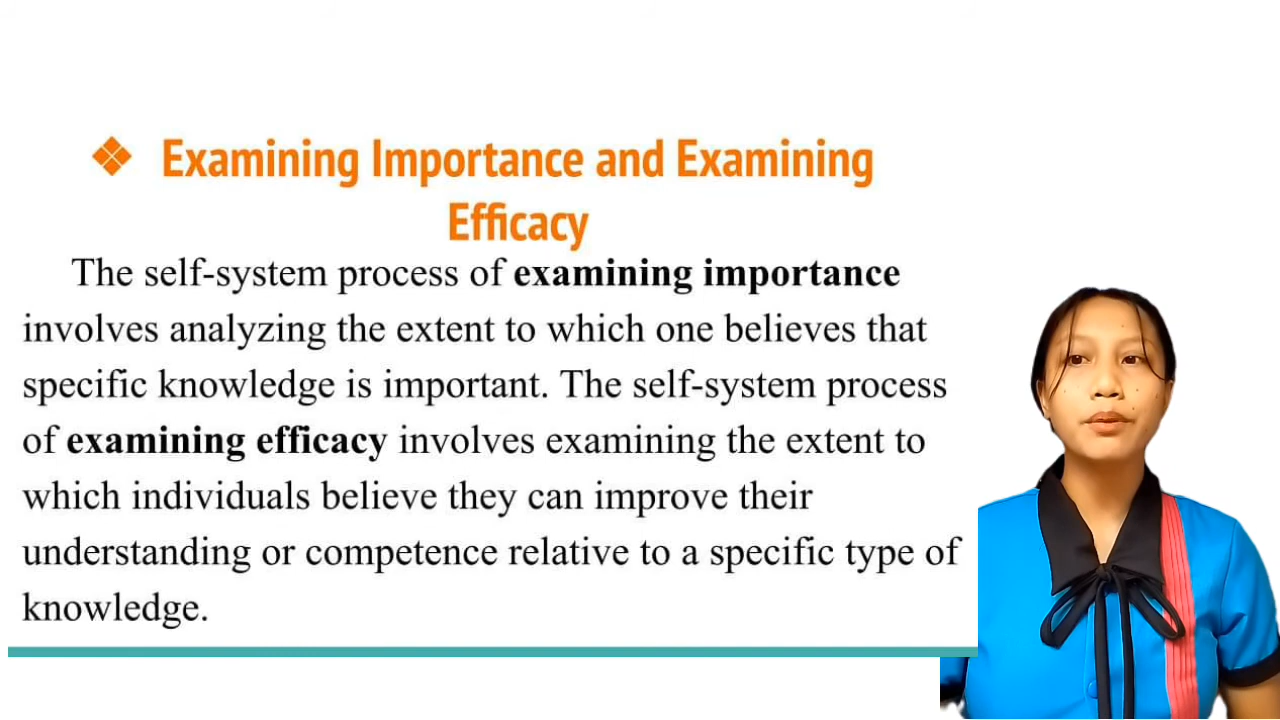 ❖ Examining Importance and Examining
Efficacy
The self-system process of examining importance
involves analyzing the extent to which one believes that
specific knowledge is important. The self-system process
of examining efficacy involves examining the extent to
which individuals believe they can improve their
understanding or competence relative to a specific type of
knowledge.